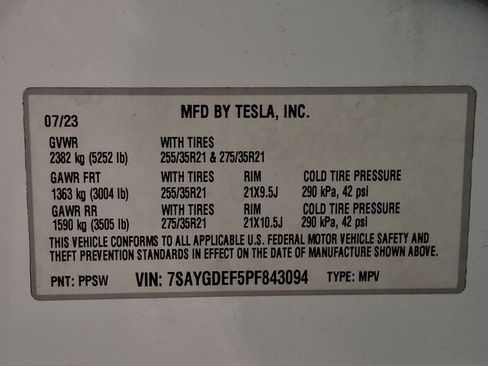 MFD BY TESLA, INC.
07/23
GVWR WITH TIRES
2382 kg (5252 lb) 255/35R21 & 275/35R21
GAWR FRT WITH TIRES RIM COLD TIRE PRESSURE
1363 kg (3004 lb) 255/35R21 21X9.5J 290 kPa, 42 psi
GAWR RR WITH TIRES RIM COLD TIRE PRESSURE
1590 kg (3505 lb) 275/35R21 21X10.5J 290 kPa, 42 psi
THIS VEHICLE CONFORMS TO ALL APPLICABLE U.S. FEDERAL MOTOR VEHICLE SAFETY AND
THEFT PREVENTION STANDARDS IN EFFECT ON THE DATE OF MANUFACTURE SHOWN ABOVE.
PNT: PPSW VIN: 7SAYGDEF5PF843094 TYPE: MPV